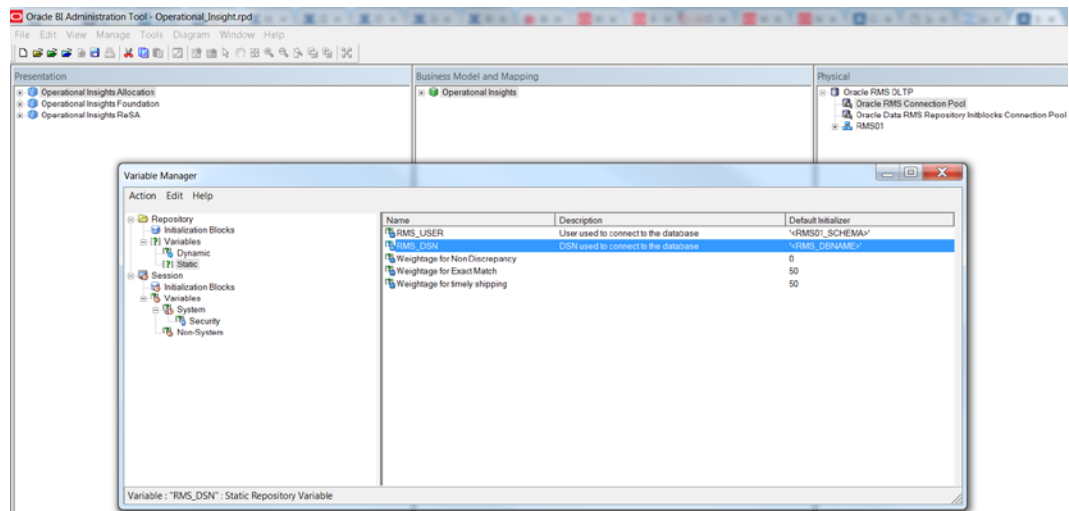 Oracle BI Administration Tool - Operational_Insight.rpd
File Edit View Manage Tools Diagram Window Help
Presentation
Operational Insights Allocation
Operational Insights Foundation
Operational Insights ReSA
Business Model and Mapping
Operational Insights
Physical
Oracle RMS OLTP
Oracle RMS Connection Pool
Oracle Data RMS Repository Initblocks Connection Pool
RMS01
Variable Manager
Action Edit Help
Repository
Initialization Blocks
Variables
Dynamic
Static
Session
Initialization Blocks
Variables
System
Security
Non-System
Name Description Default Initializer
RMS_USER User used to connect to the database '<RMS01_SCHEMA>'
RMS_DSN DSN used to connect to the database '<RMS_DBNAME>'
Weightage for Non Discrepancy 0
Weightage for Exact Match 50
Weightage for timely shipping 50
Variable : "RMS_DSN" : Static Repository Variable